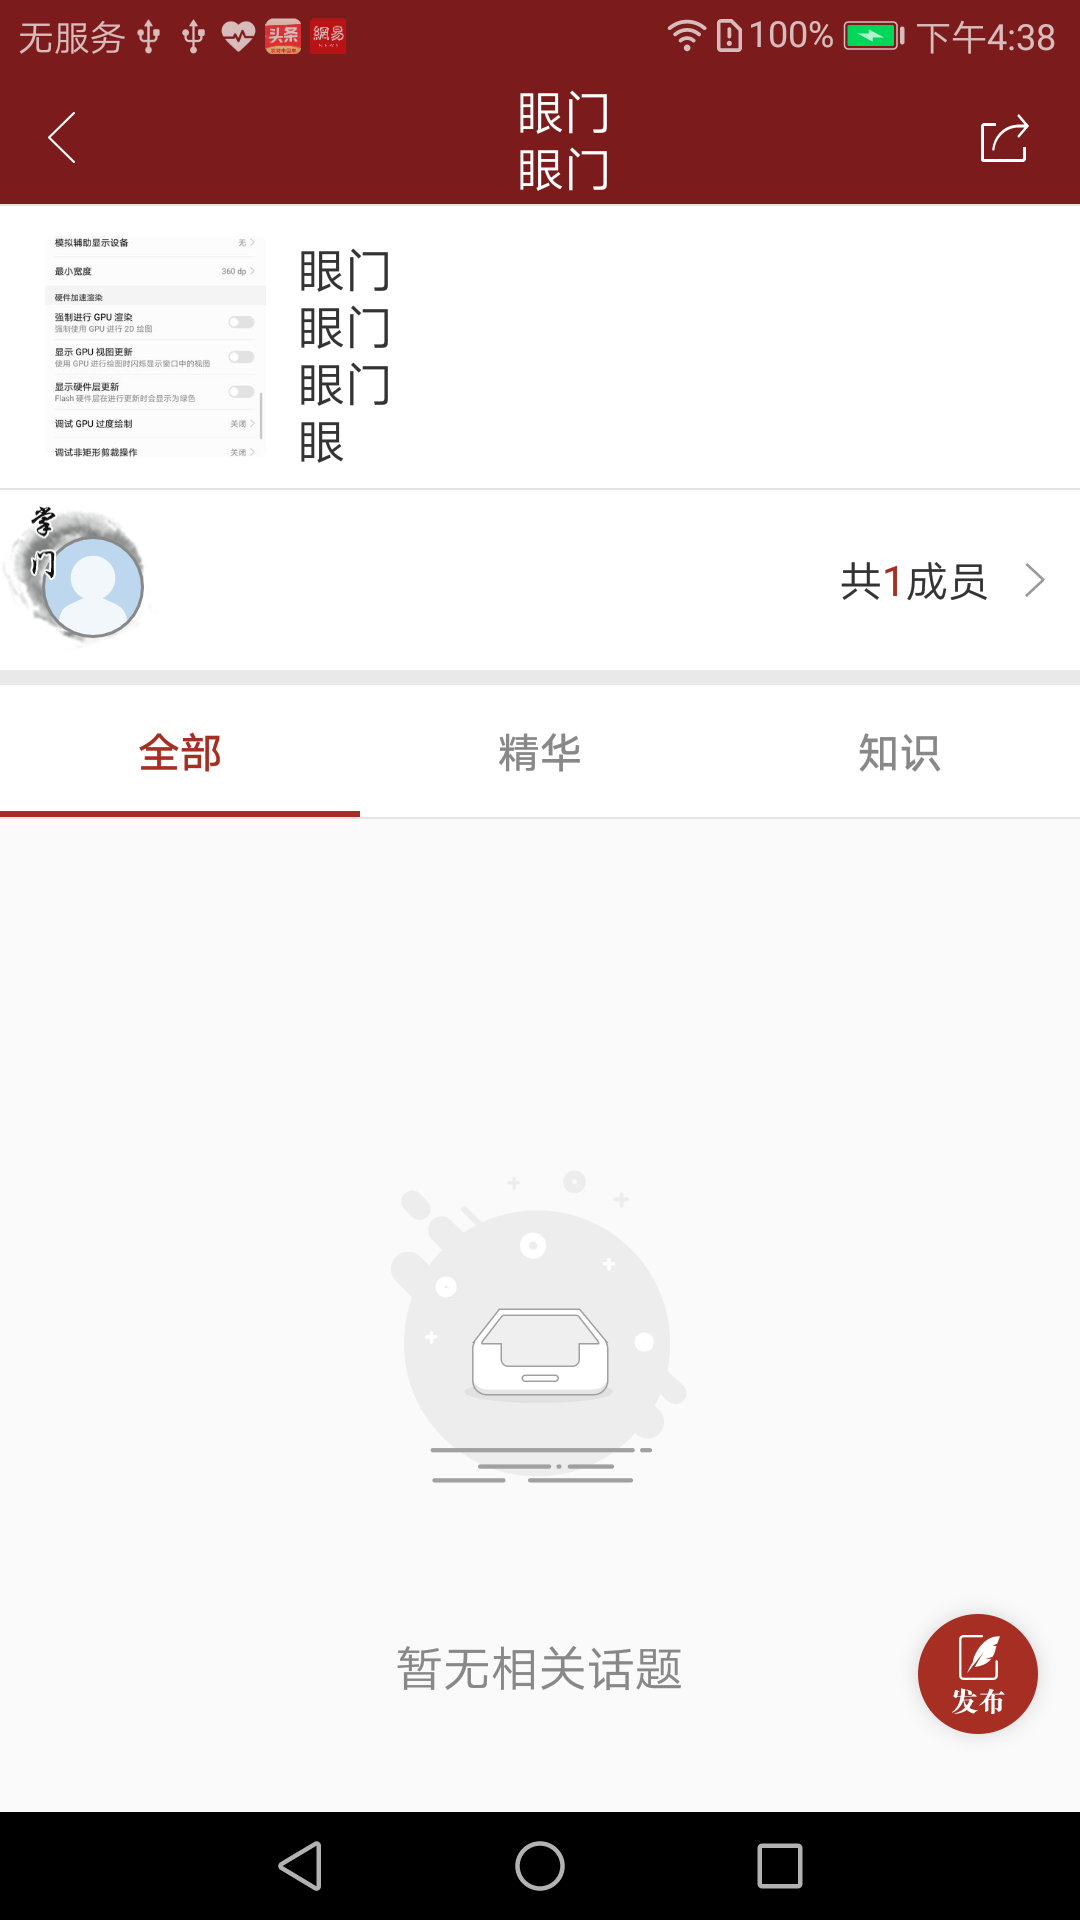 无服务 头条 網易 NEWS 100% 下午4:38
眼门
眼门
模拟辅助显示设备 无
最小宽度 360 dp
硬件加速渲染
强制进行 GPU 渲染
强制使用 GPU 进行 2D 绘图
显示 GPU 视图更新
使用 GPU 进行绘图时闪烁显示窗口中的视图
显示硬件层更新
Flash 硬件层在进行更新时会显示为绿色
调试 GPU 过度绘制 关闭
调试非矩形剪裁操作 关闭
眼门
眼门
眼门
眼
掌门
共1成员
全部 精华 知识
暂无相关话题
发布